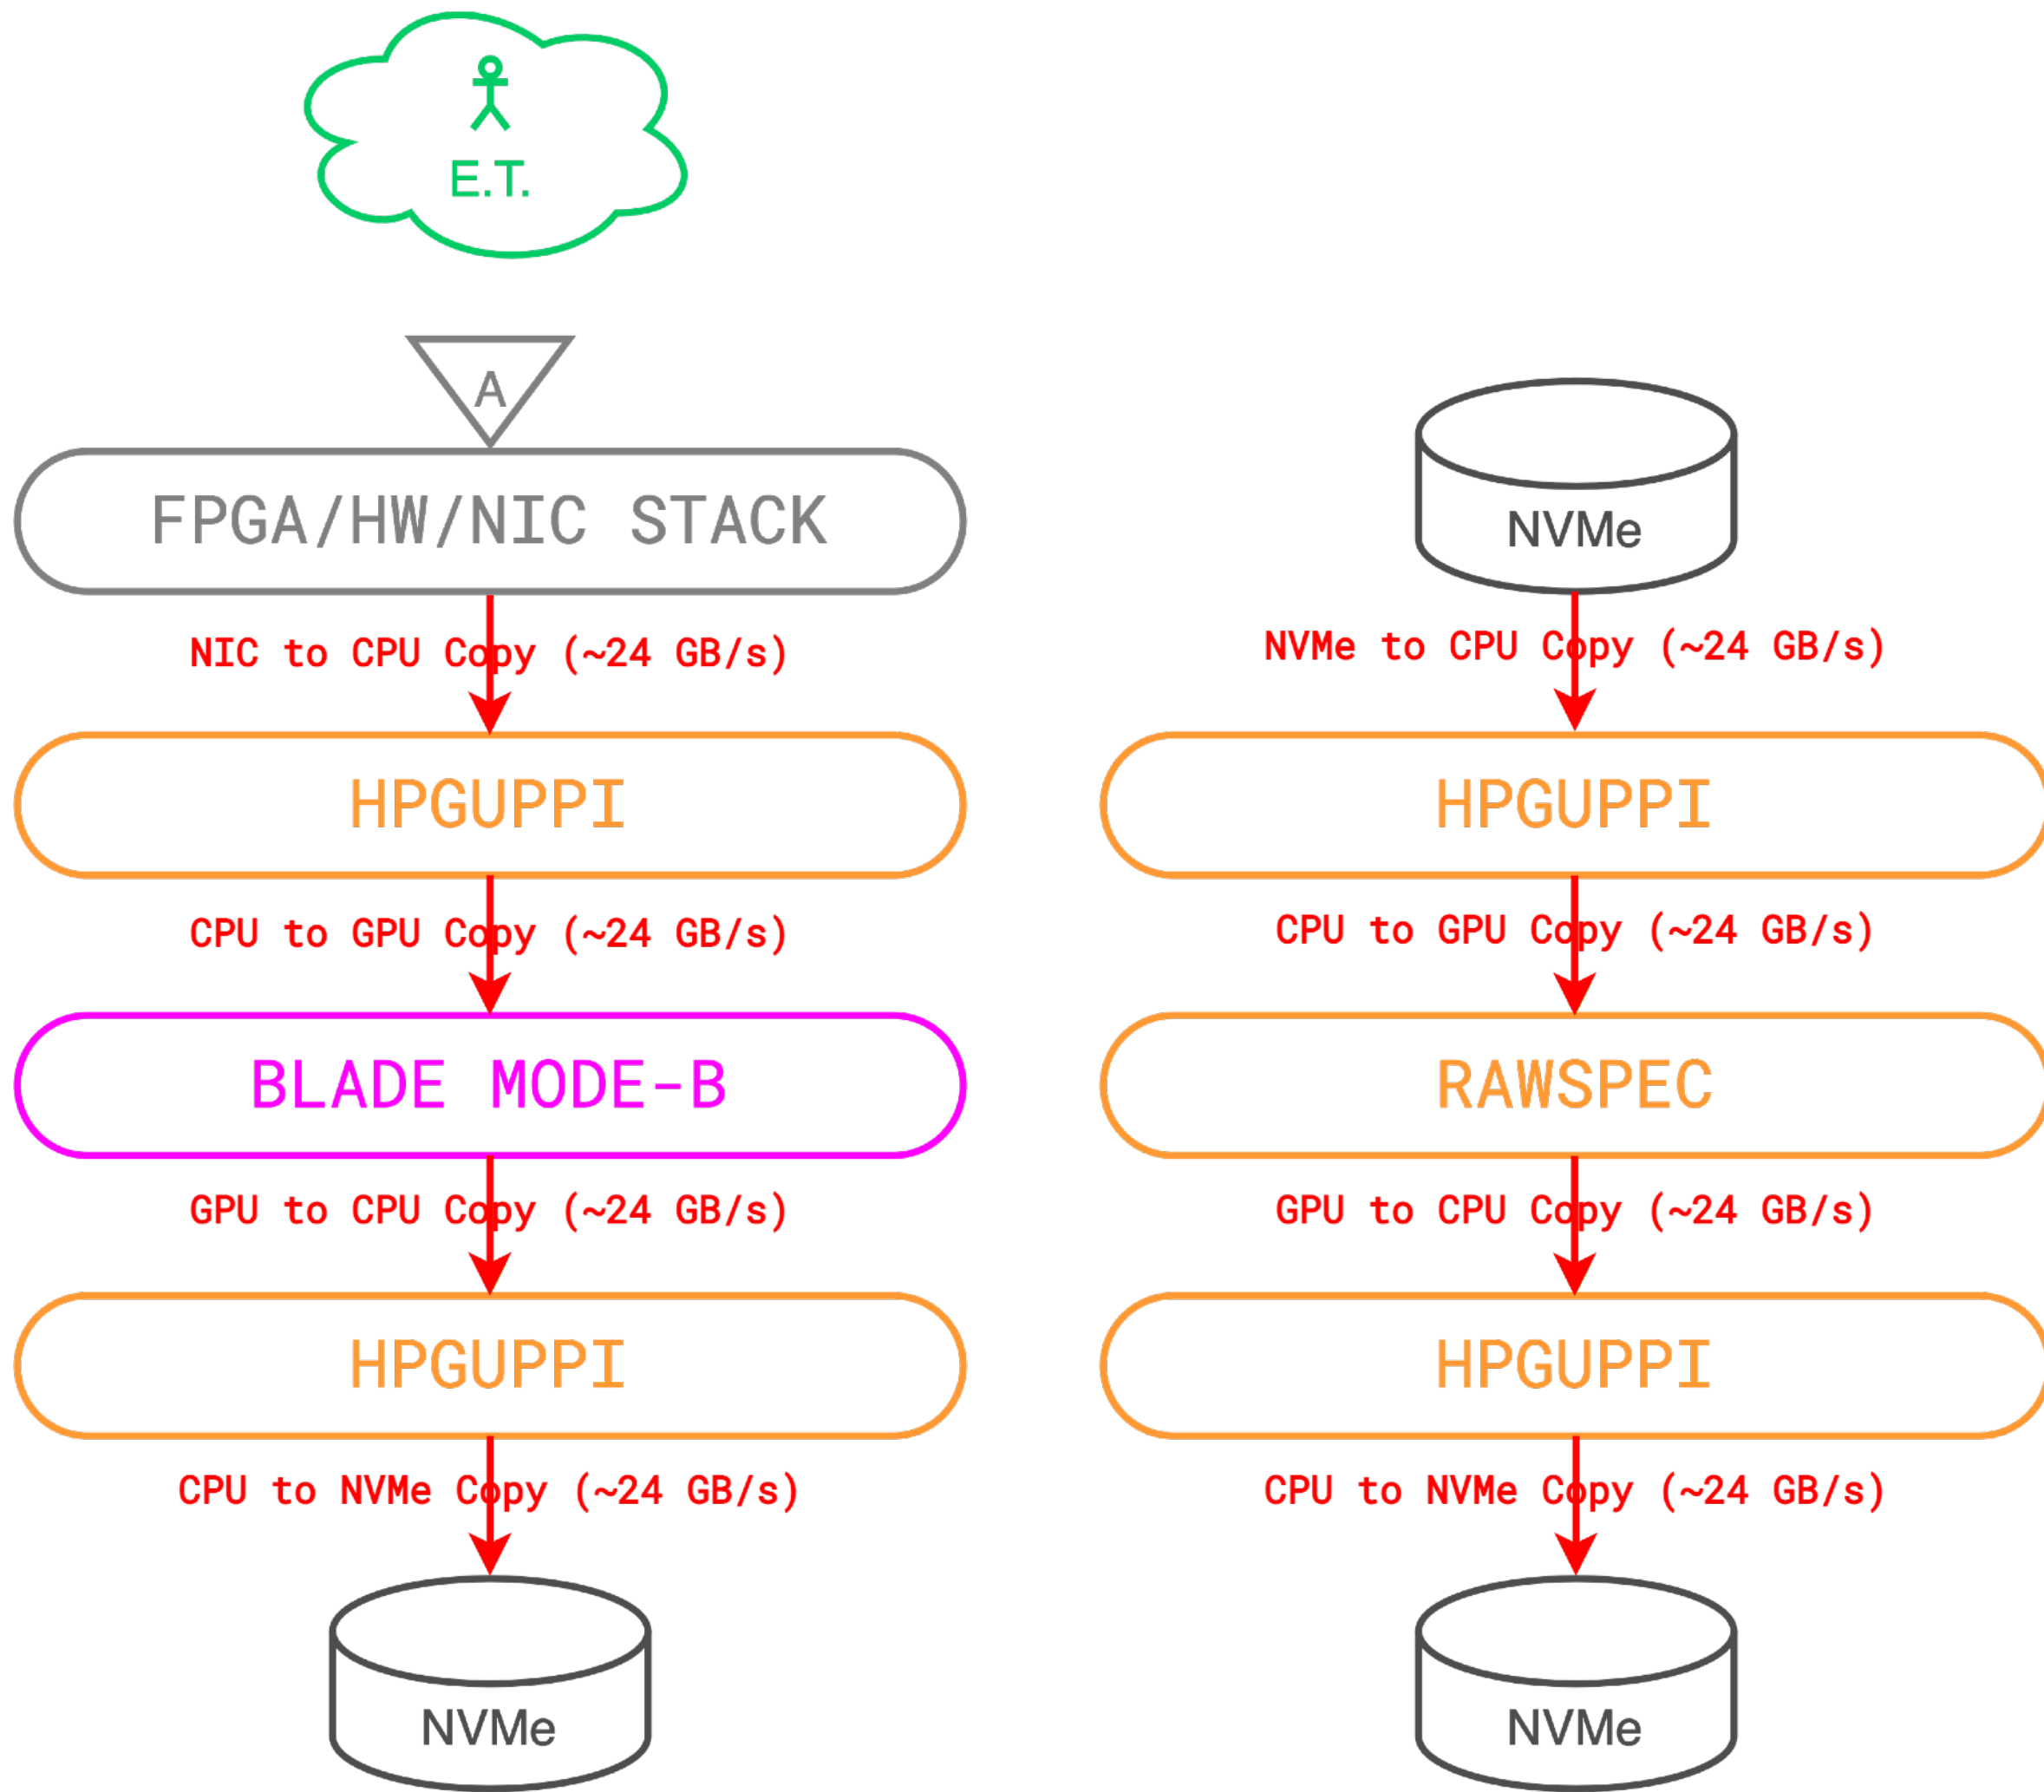 E.T.
A
FPGA/HW/NIC STACK
NIC to CPU Copy (~24 GB/s)
HPGUPPI
CPU to GPU Copy (~24 GB/s)
BLADE MODE-B
GPU to CPU Copy (~24 GB/s)
HPGUPPI
CPU to NVMe Copy (~24 GB/s)
NVMe
NVMe
NVMe to CPU Copy (~24 GB/s)
HPGUPPI
CPU to GPU Copy (~24 GB/s)
RAWSPEC
GPU to CPU Copy (~24 GB/s)
HPGUPPI
CPU to NVMe Copy (~24 GB/s)
NVMe